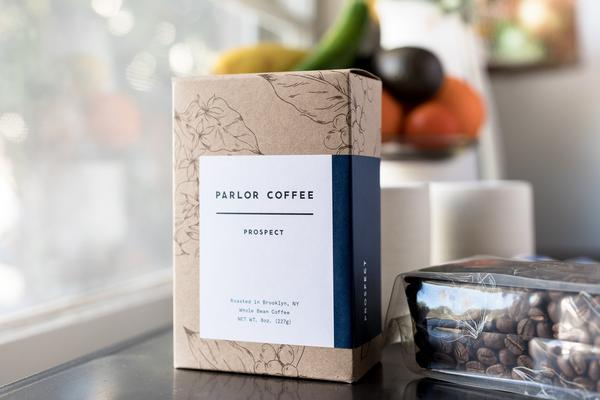 PARLOR COFFEE
PROSPECT
Roasted in Brooklyn, NY
Whole Bean Coffee
NET WT. 8oz. (227g)
PROSPECT